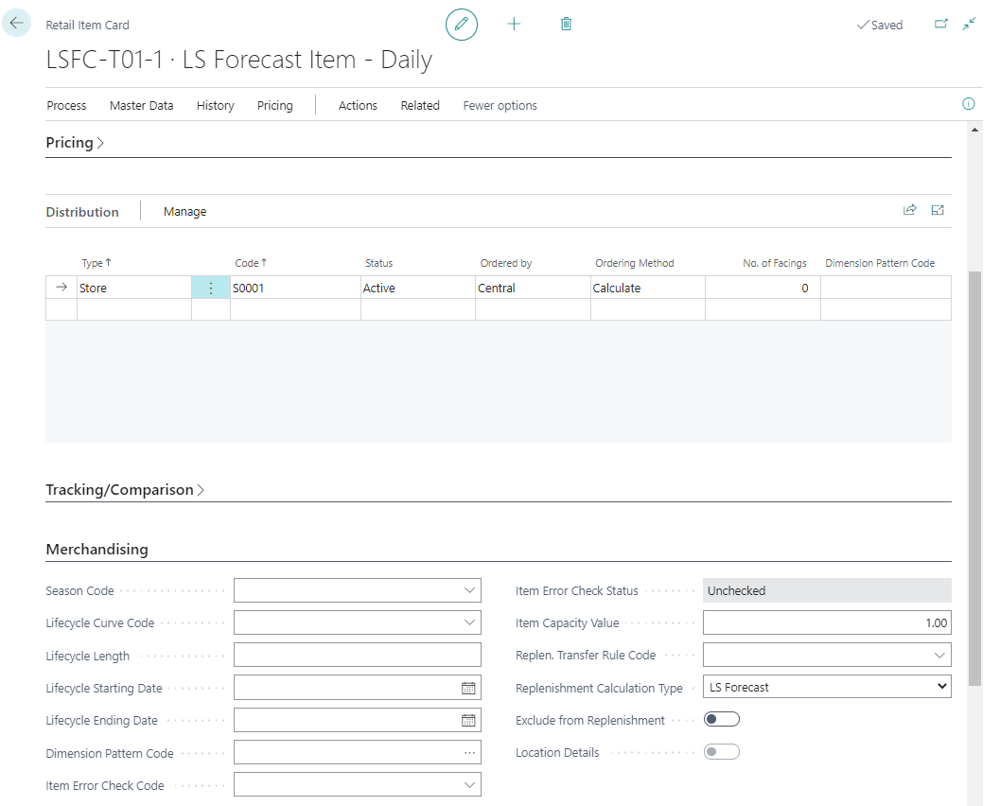 Retail Item Card
Saved
LSFC-T01-1 · LS Forecast Item - Daily
Process Master Data History Pricing Actions Related Fewer options
Pricing
Distribution Manage
Type Code Status Ordered by Ordering Method No. of Facings Dimension Pattern Code
Store S0001 Active Central Calculate 0
Tracking/Comparison
Merchandising
Season Code
Lifecycle Curve Code
Lifecycle Length
Lifecycle Starting Date
Lifecycle Ending Date
Dimension Pattern Code
Item Error Check Code
Item Error Check Status Unchecked
Item Capacity Value 1.00
Replen. Transfer Rule Code
Replenishment Calculation Type LS Forecast
Exclude from Replenishment
Location Details